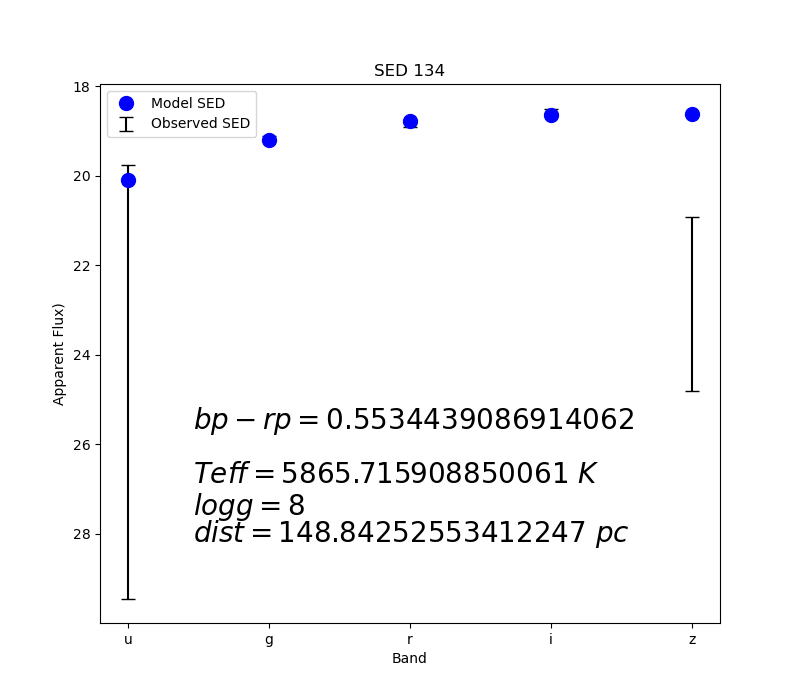 SED 134
Model SED
Observed SED
18
20
22
24
26
28
Apparent Flux)
bp − rp = 0.5534439086914062
Teff = 5865.715908850061 K
logg = 8
dist = 148.84252553412247 pc
u g r i z
Band